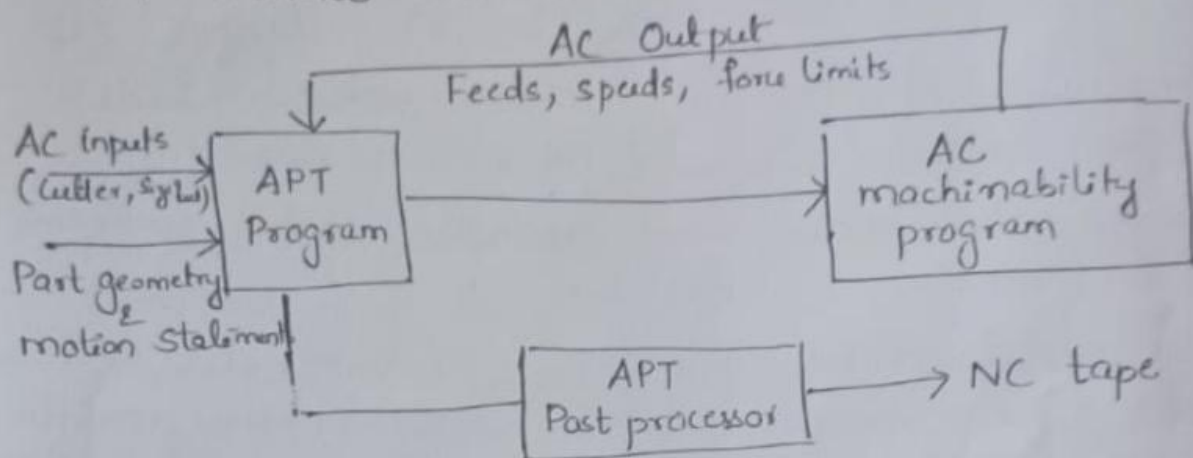 AC Output
Feeds, speeds, force limits
AC inputs
(Cutter,
APT
Program
AC
machinability
program
Part geometry
&
motion statement
APT
Post processor
NC tape